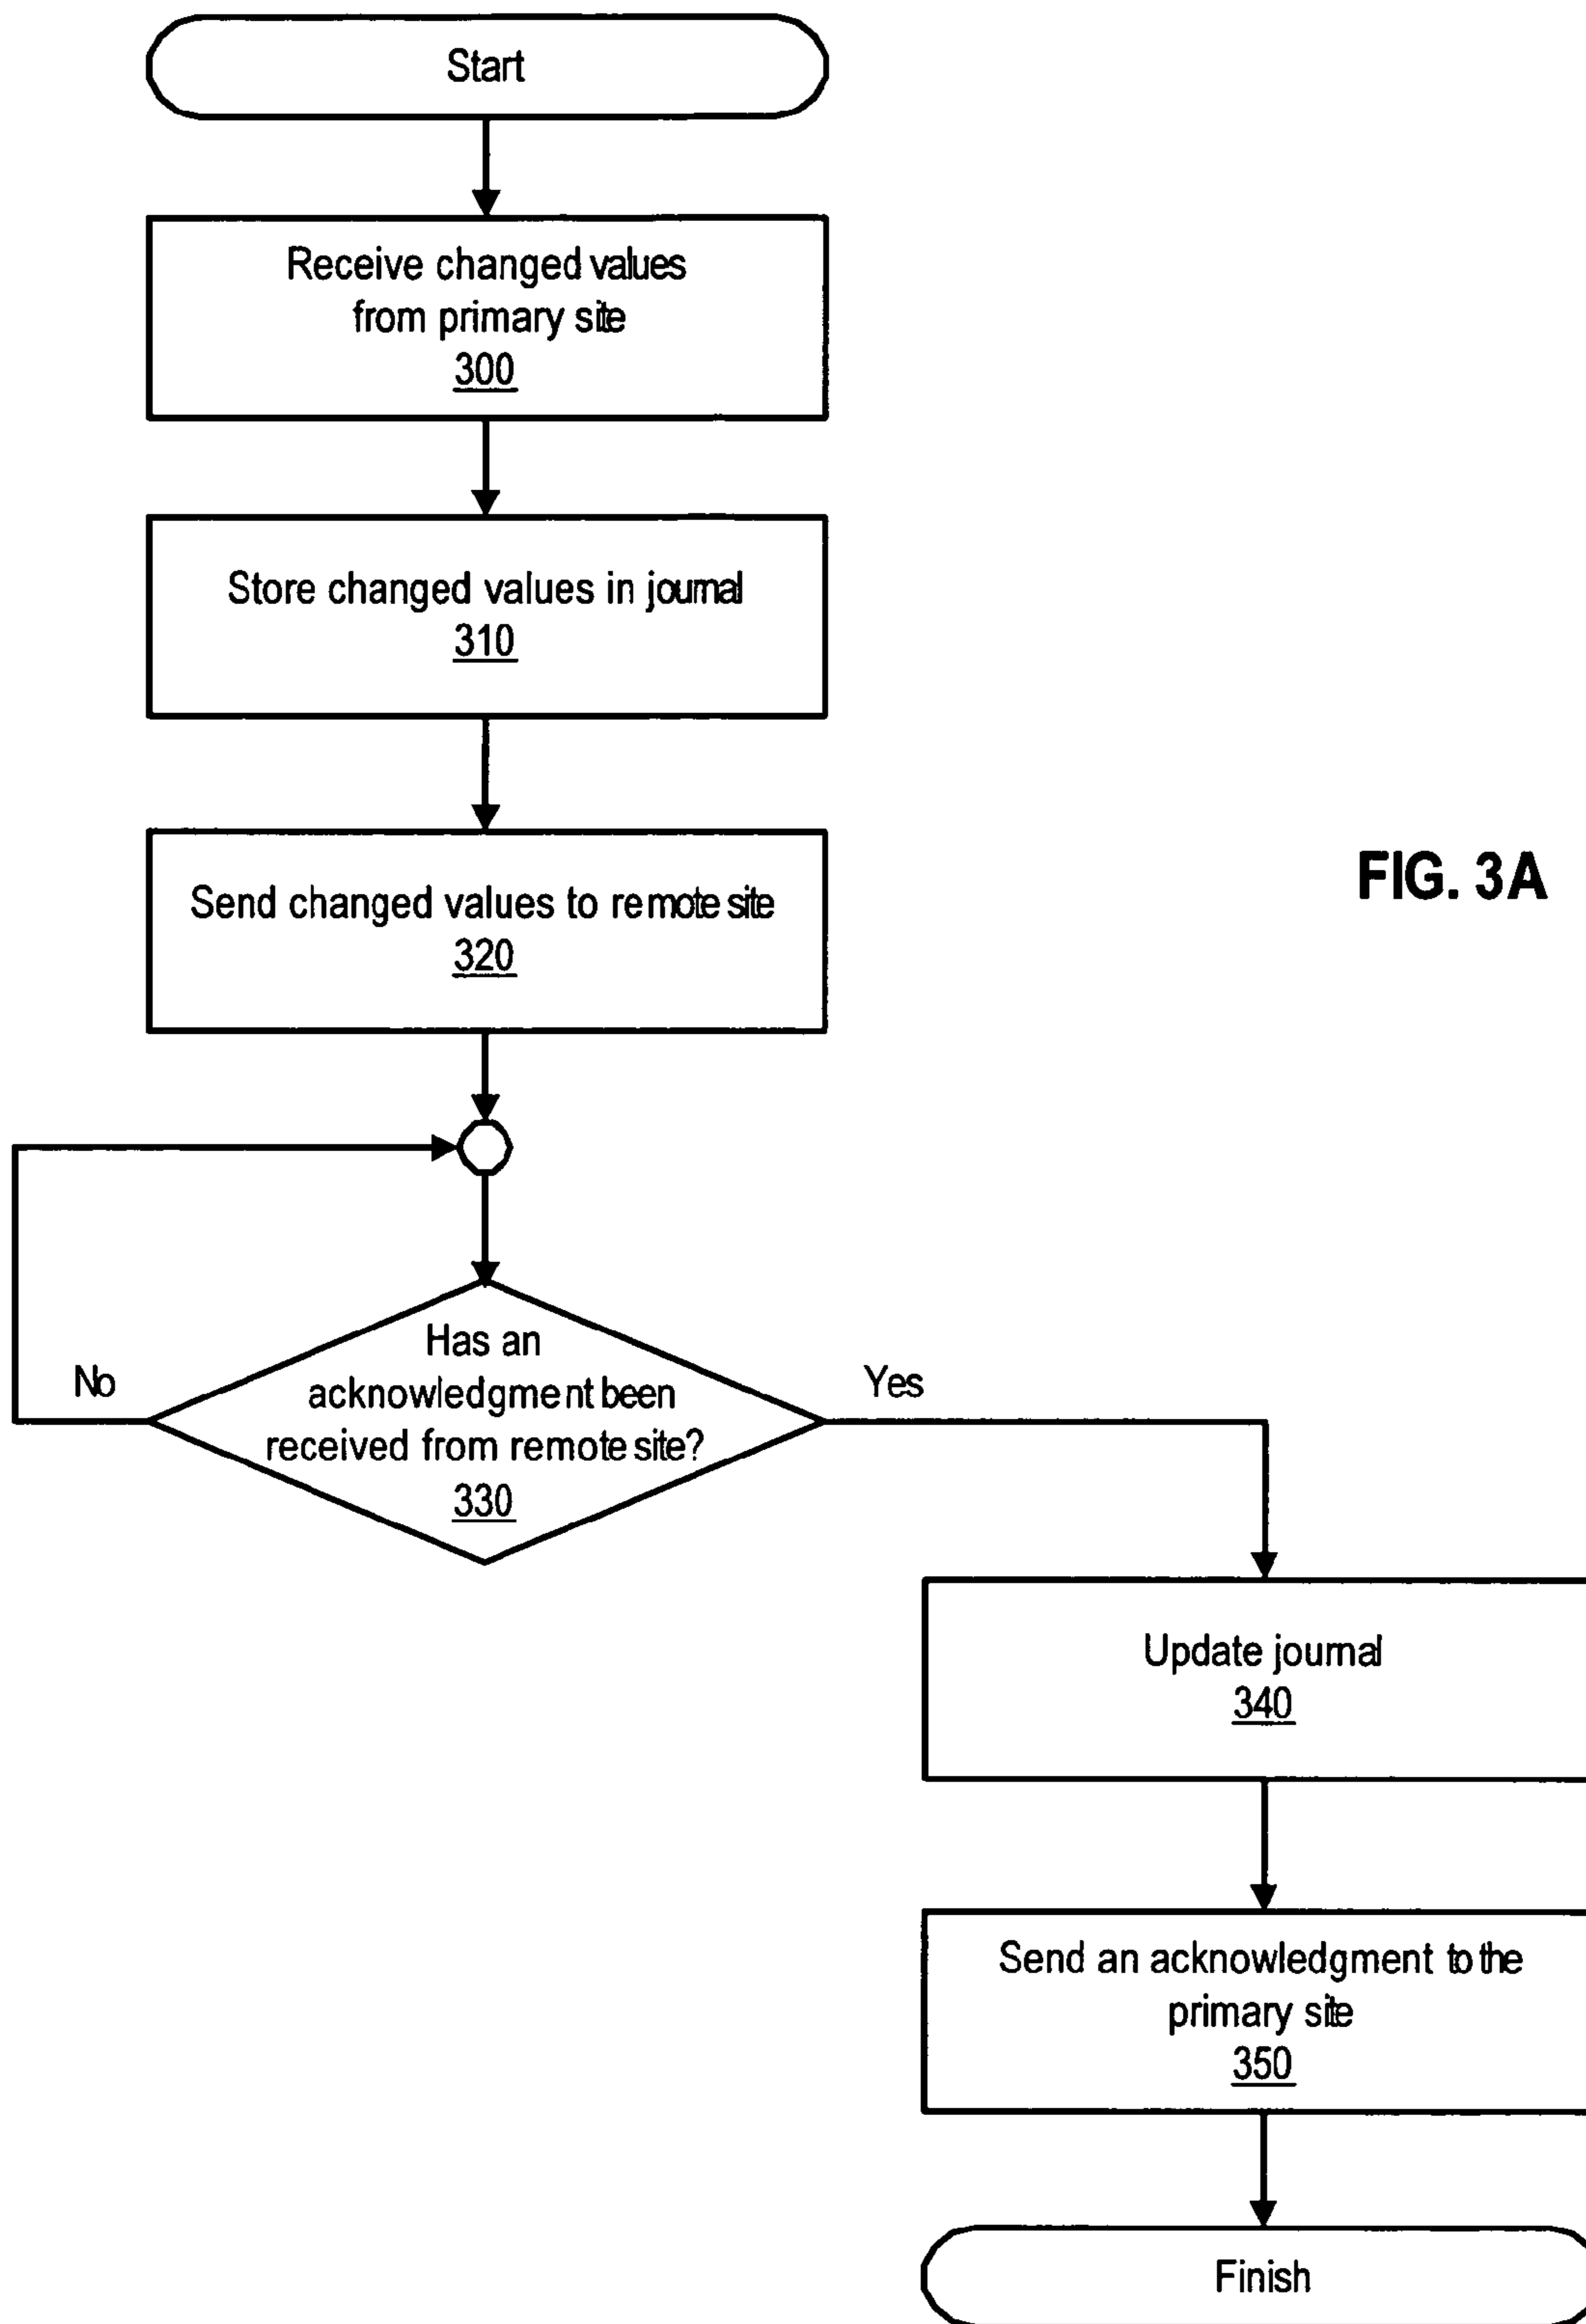 Start
Receive changed values
from primary site
300
Store changed values in journal
310
Send changed values to remote site
320
FIG. 3A
Has an
acknowledgment been
received from remote site?
330
No
Yes
Update journal
340
Send an acknowledgment to the
primary site
350
Finish